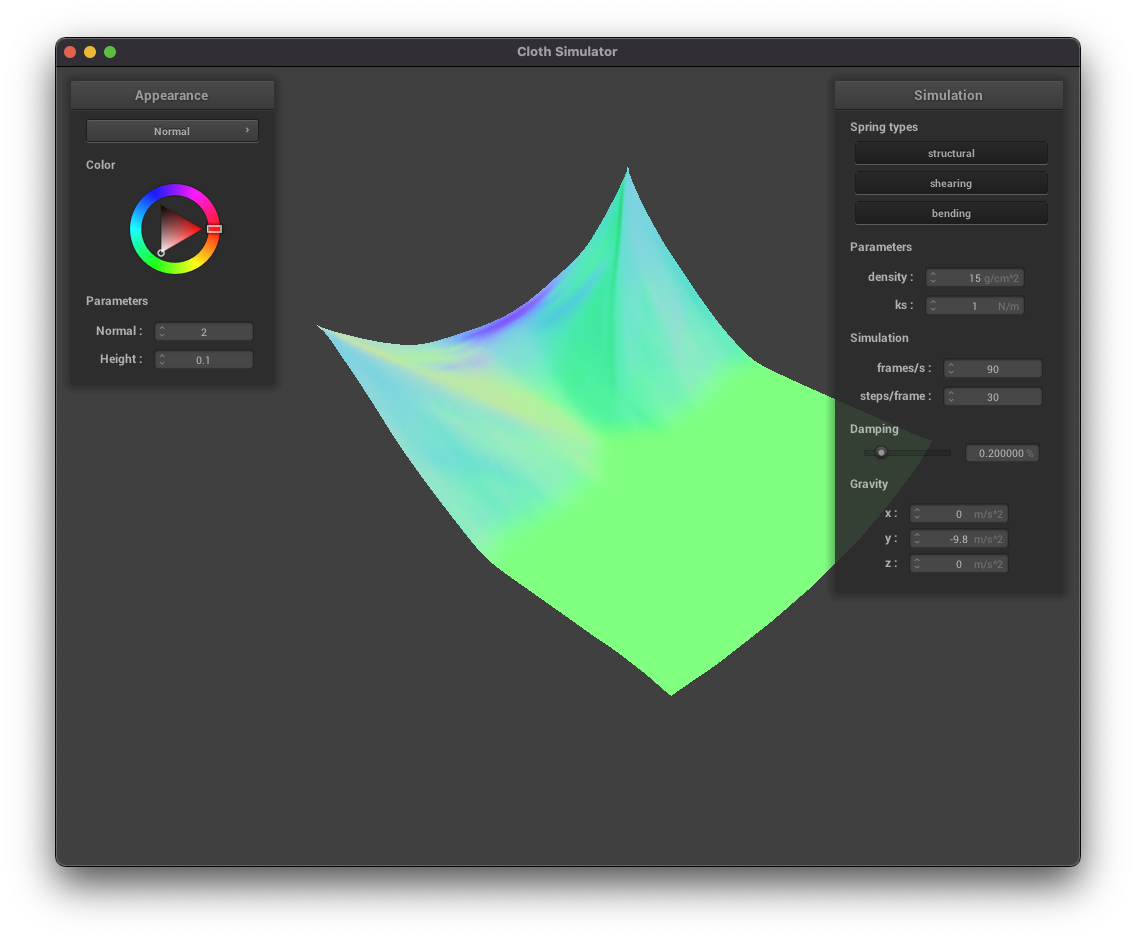 Cloth Simulator
Appearance
Normal
Color
Parameters
Normal : 2
Height : 0.1
Simulation
Spring types
structural
shearing
bending
Parameters
density : 15 g/cm^2
ks : 1 N/m
Simulation
frames/s : 90
steps/frame : 30
Damping
0.200000 %
Gravity
x : 0 m/s^2
y : -9.8 m/s^2
z : 0 m/s^2